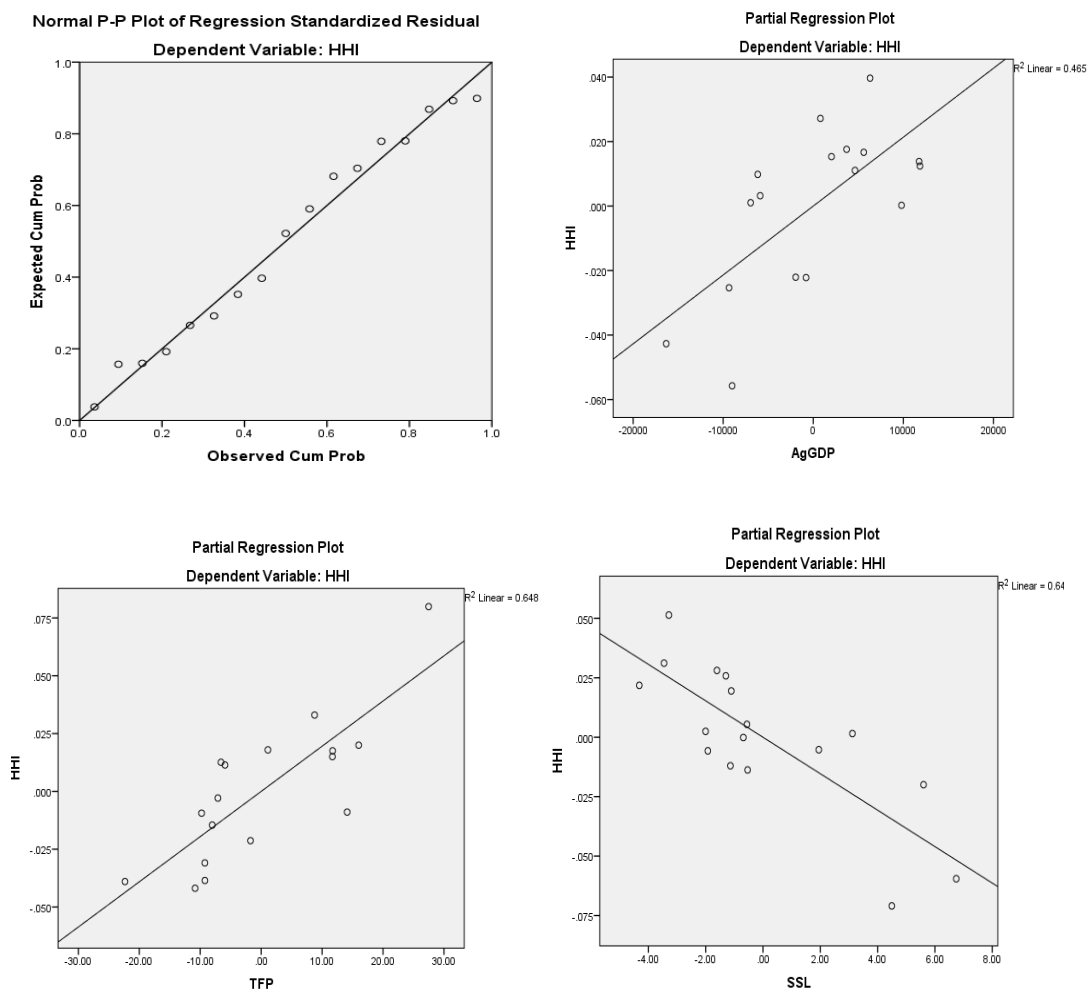 Normal P-P Plot of Regression Standardized Residual
Dependent Variable: HHI
1.0
0.8
0.6
0.4
0.2
0.0
Expected Cum Prob
0.0 0.2 0.4 0.6 0.8 1.0
Observed Cum Prob
Partial Regression Plot
Dependent Variable: HHI
R² Linear = 0.465
.040
.020
.000
-.020
-.040
-.060
HHI
-20000 -10000 0 10000 20000
AgGDP
Partial Regression Plot
Dependent Variable: HHI
R² Linear = 0.648
.075
.050
.025
.000
-.025
-.050
HHI
-30.00 -20.00 -10.00 .00 10.00 20.00 30.00
TFP
Partial Regression Plot
Dependent Variable: HHI
R² Linear = 0.64
.050
.025
.000
-.025
-.050
-.075
HHI
-4.00 -2.00 .00 2.00 4.00 6.00 8.00
SSL